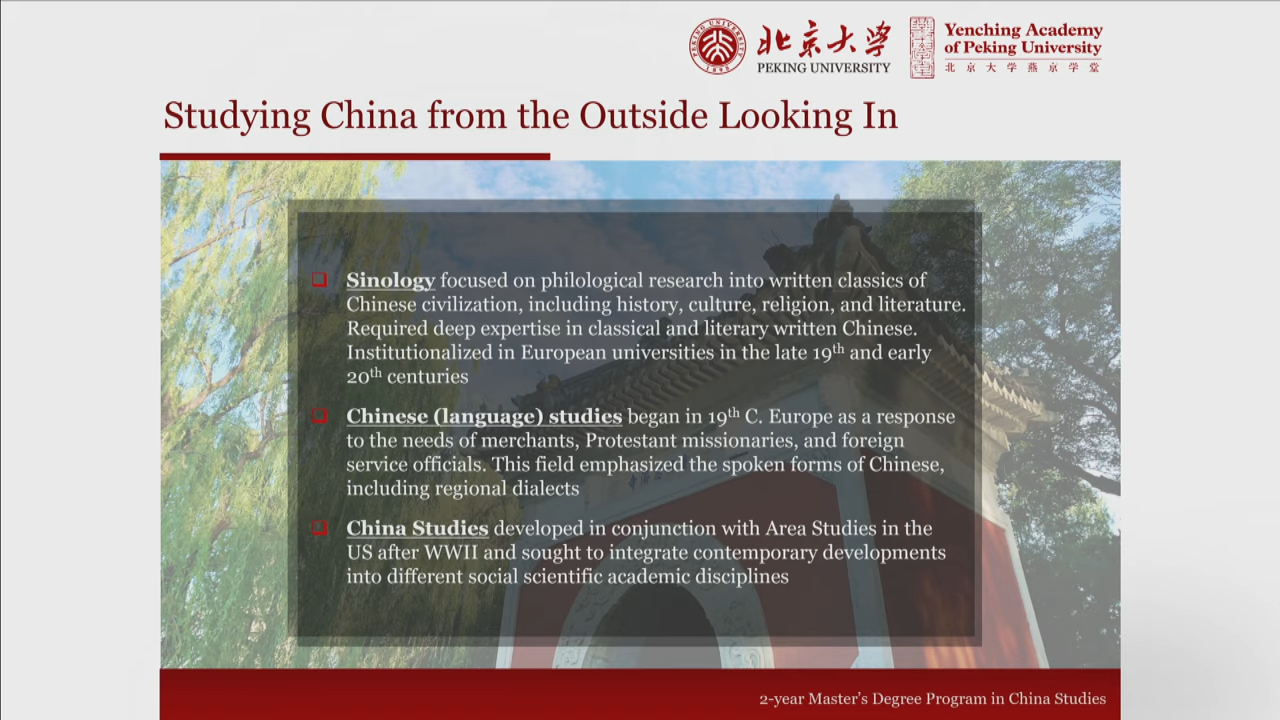 北京大学
PEKING UNIVERSITY
PEKING UNIVERSITY
1898
Yenching Academy
of Peking University
北京大学燕京学堂
Studying China from the Outside Looking In
Sinology focused on philological research into written classics of
Chinese civilization, including history, culture, religion, and literature.
Required deep expertise in classical and literary written Chinese.
Institutionalized in European universities in the late 19th and early
20th centuries
Chinese (language) studies began in 19th C. Europe as a response
to the needs of merchants, Protestant missionaries, and foreign
service officials. This field emphasized the spoken forms of Chinese,
including regional dialects
China Studies developed in conjunction with Area Studies in the
US after WWII and sought to integrate contemporary developments
into different social scientific academic disciplines
2-year Master's Degree Program in China Studies